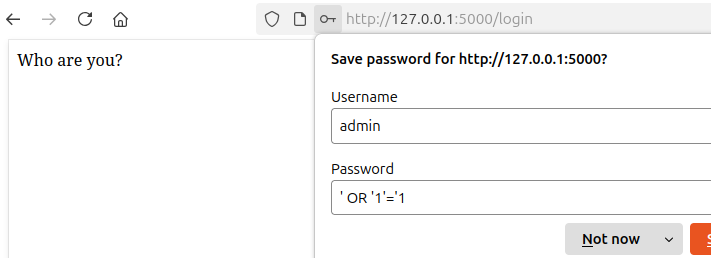 http://127.0.0.1:5000/login
Who are you?
Save password for http://127.0.0.1:5000?
Username
admin
Password
' OR '1'='1
Not now